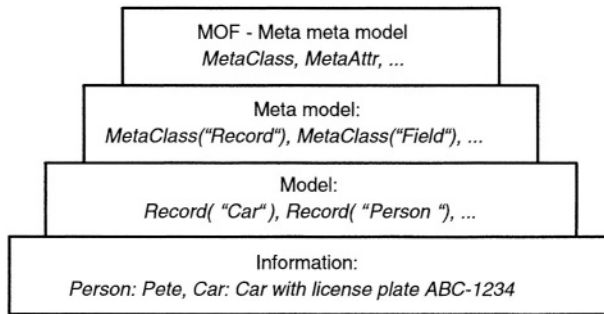 MOF - Meta meta model
MetaClass, MetaAttr, ...
Meta model:
MetaClass(“Record“), MetaClass(“Field“), ...
Model:
Record( “Car“ ), Record( “Person “), ...
Information:
Person: Pete, Car: Car with license plate ABC-1234